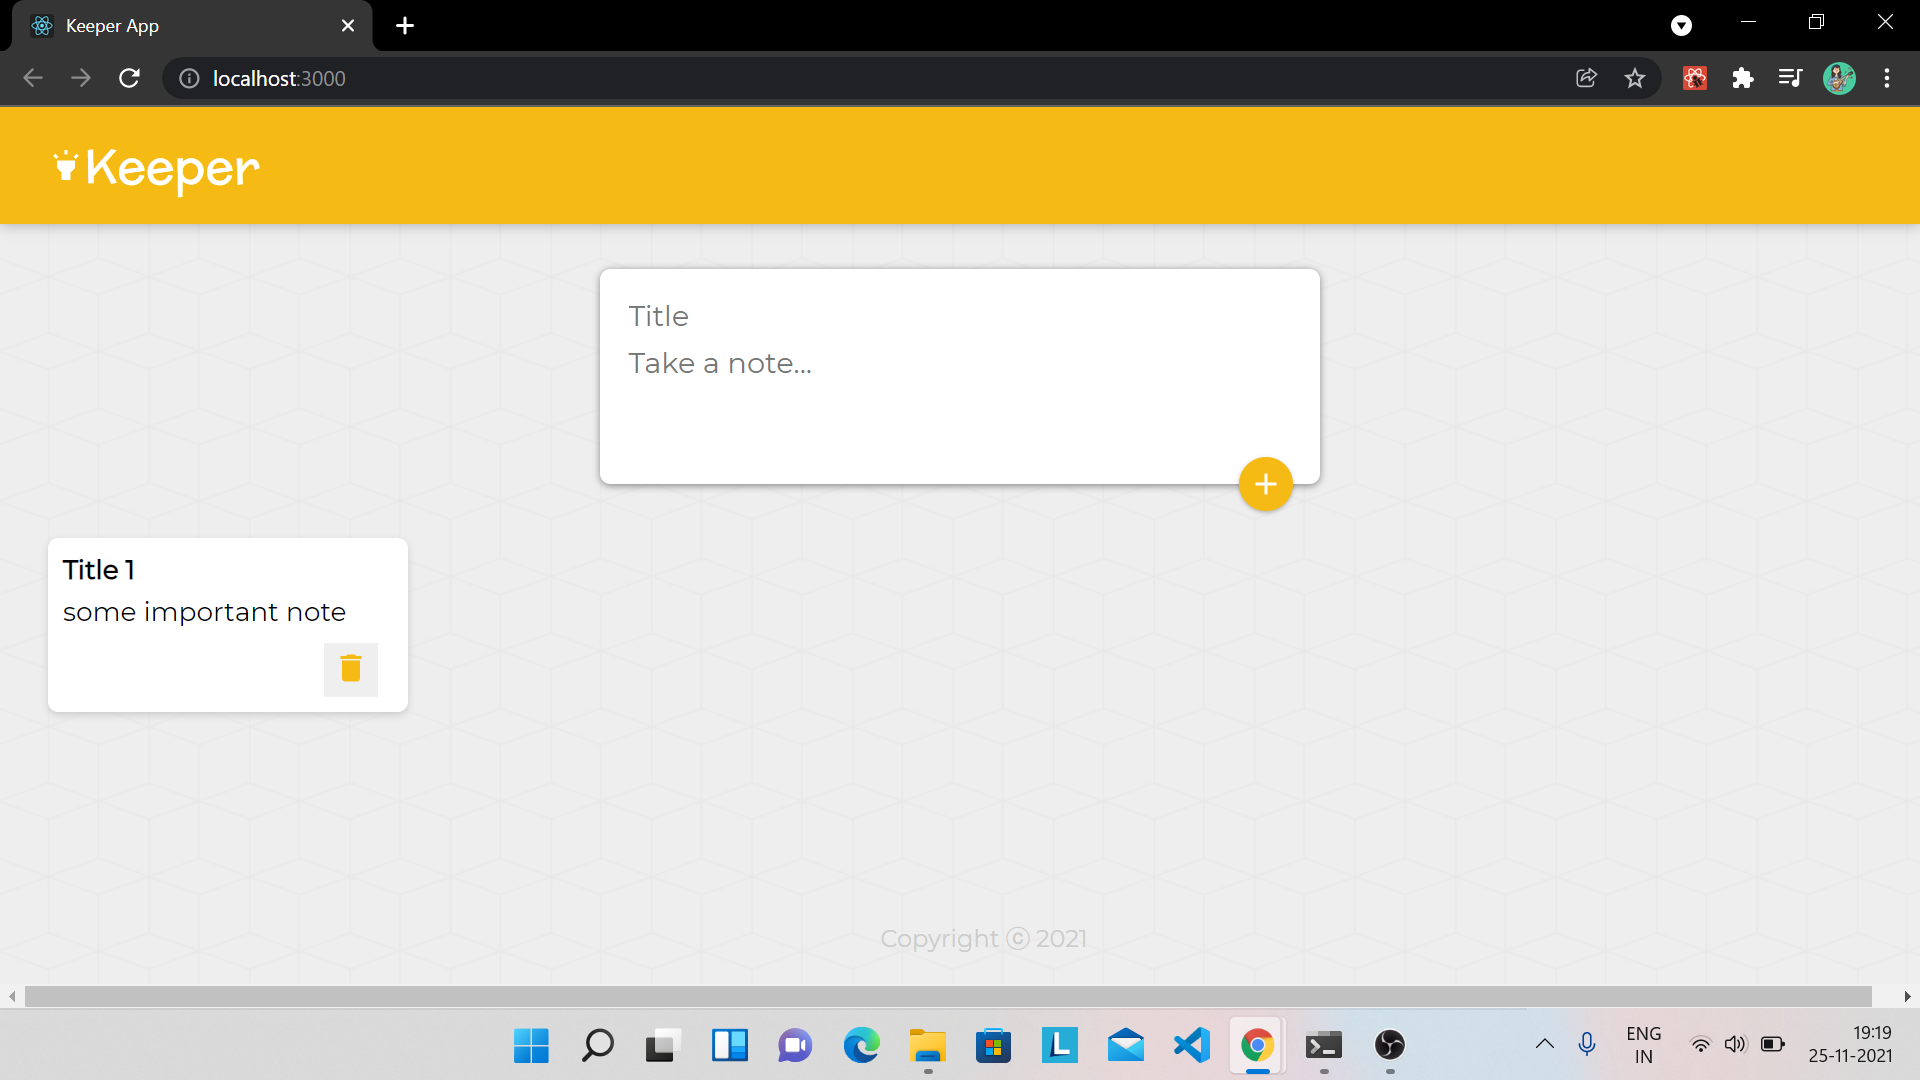 Keeper App
localhost:3000
Keeper
Title
Take a note...
Title 1
some important note
Copyright ⓒ 2021
L
ENG
IN
19:19
25-11-2021